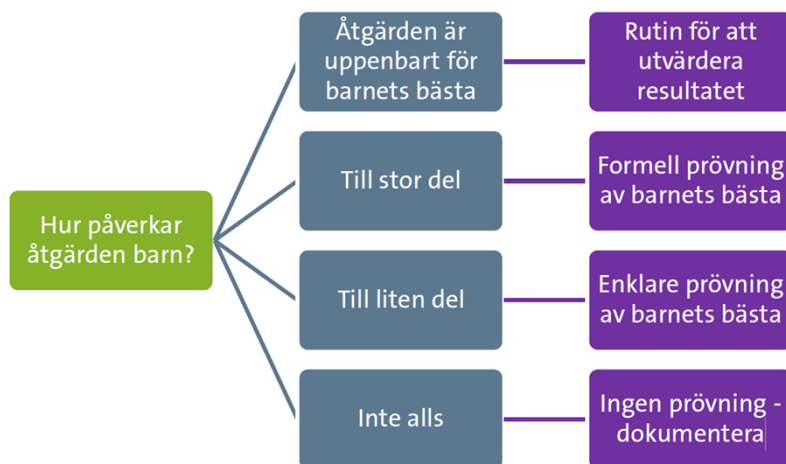 Hur påverkar
åtgärden barn?
Åtgärden är
uppenbart för
barnets bästa
Rutin för att
utvärdera
resultatet
Till stor del
Formell prövning
av barnets bästa
Till liten del
Enklare prövning
av barnets bästa
Inte alls
Ingen prövning -
dokumentera